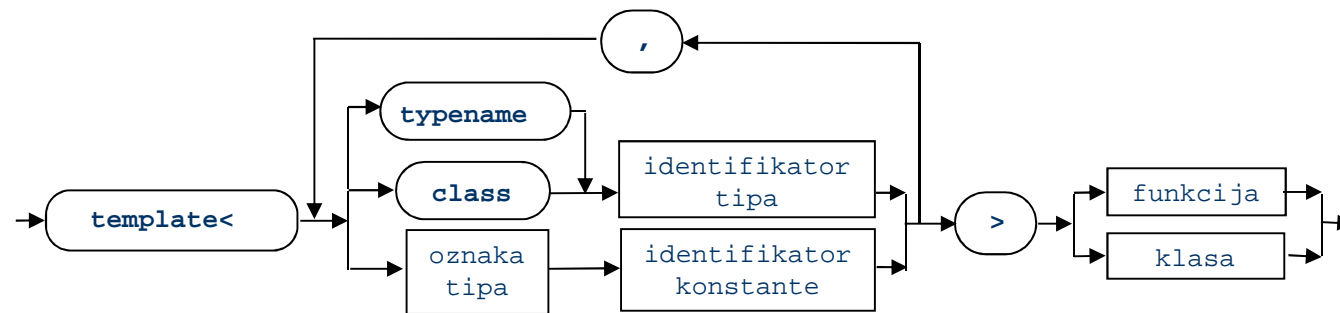 ,
typename
class
identifikator
tipa
template<
>
funkcija
klasa
oznaka
tipa
identifikator
konstante